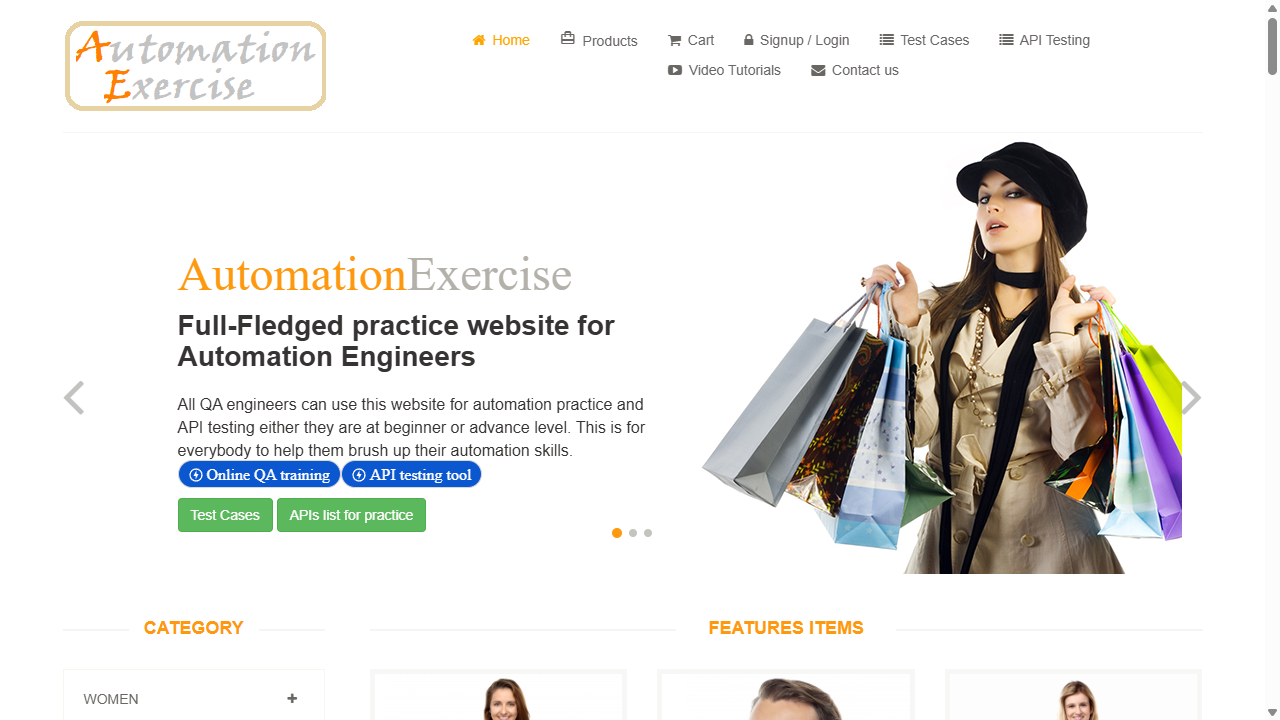 Automation
Exercise
Home Products Cart Signup / Login Test Cases API Testing
Video Tutorials Contact us
AutomationExercise
Full-Fledged practice website for
Automation Engineers
All QA engineers can use this website for automation practice and
API testing either they are at beginner or advance level. This is for
everybody to help them brush up their automation skills.
Online QA training API testing tool
Test Cases APIs list for practice
CATEGORY
FEATURES ITEMS
WOMEN